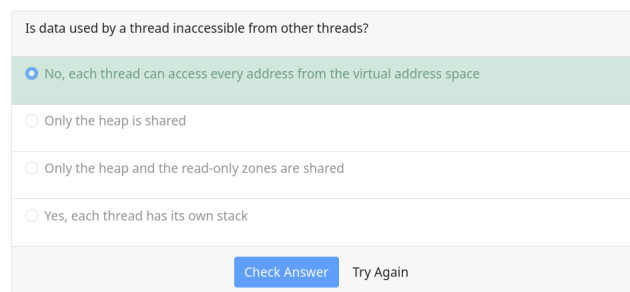 Is data used by a thread inaccessible from other threads?
No, each thread can access every address from the virtual address space
Only the heap is shared
Only the heap and the read-only zones are shared
Yes, each thread has its own stack
Check Answer Try Again